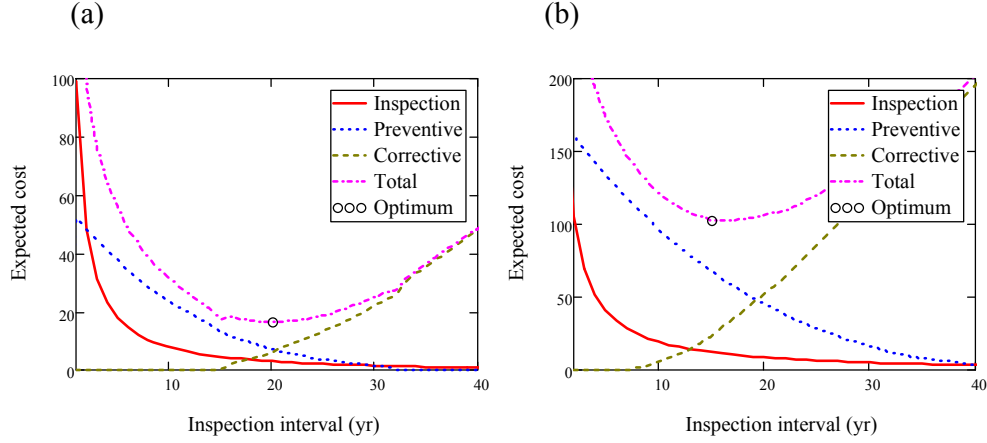 (a)
(b)
100
80
60
40
20
0
10
20
30
40
Expected cost
Inspection interval (yr)
Inspection
Preventive
Corrective
Total
Optimum
200
150
100
50
0
10
20
30
40
Expected cost
Inspection interval (yr)
Inspection
Preventive
Corrective
Total
Optimum